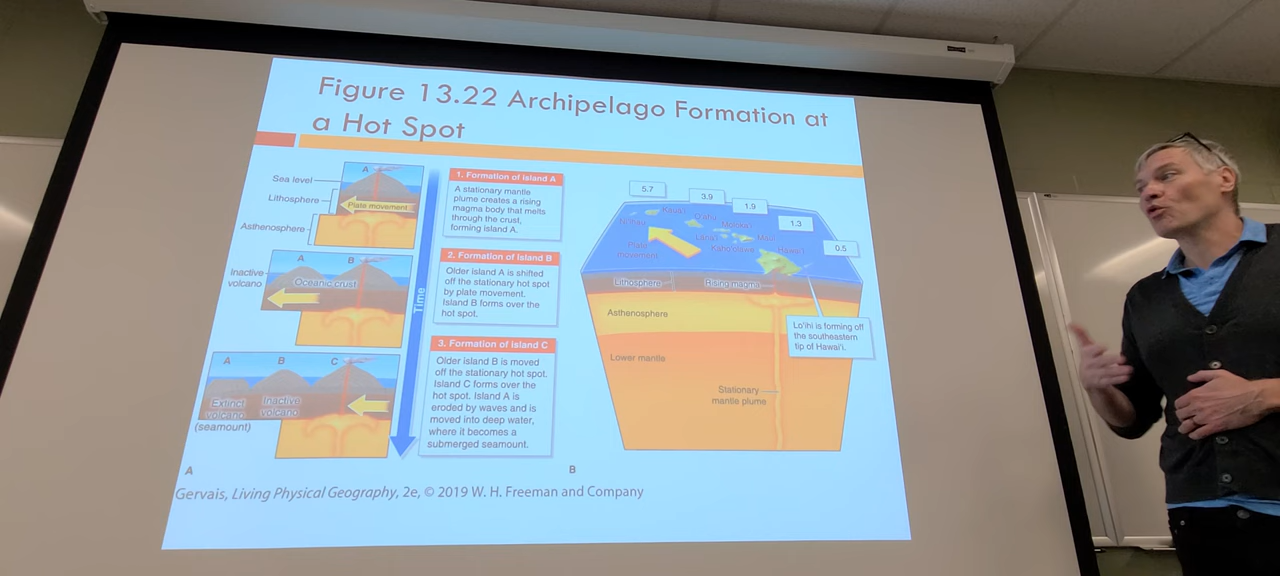 Figure 13.22 Archipelago Formation at
a Hot Spot
A
Sea level
Lithosphere
Plate movement
Asthenosphere
1. Formation of Island A
A stationary mantle
plume creates a rising
magma body that melts
through the crust,
forming island A.
A
B
Inactive
volcano
Oceanic crust
2. Formation of Island B
Older island A is shifted
off the stationary hot spot
by plate movement.
Island B forms over the
hot spot.
Time
A
B
C
Extinct
volcano
(seamount)
Inactive
volcano
3. Formation of Island C
Older island B is moved
off the stationary hot spot.
Island C forms over the
hot spot. Island A is
eroded by waves and is
moved into deep water,
where it becomes a
submerged seamount.
A
5.7
3.9
1.9
1.3
0.5
Kaua'i
Ni'ihau
O'ahu
Moloka'i
Lāna'i
Maui
Kaho'olawe
Hawai'i
Plate
movement
Lithosphere
Rising magma
Asthenosphere
Lo'ihi is forming off
the southeastern
tip of Hawai'i.
Lower mantle
Stationary
mantle plume
B
Gervais, Living Physical Geography, 2e, © 2019 W. H. Freeman and Company